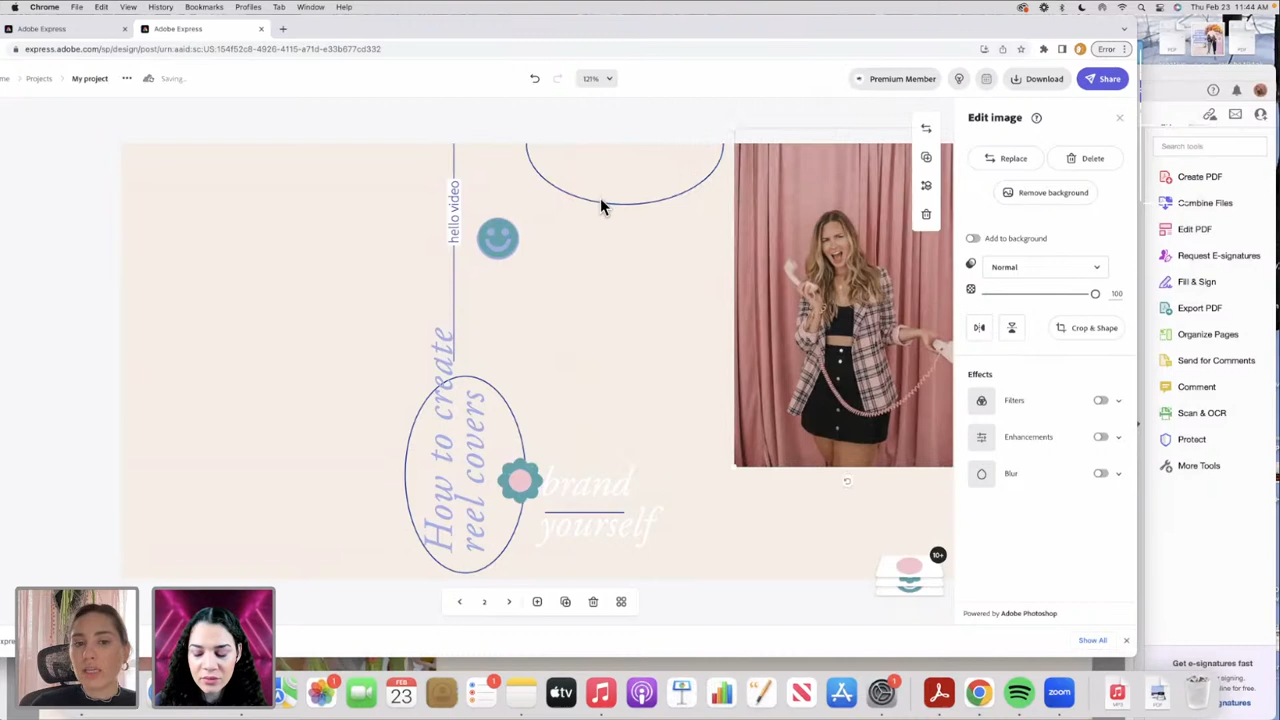 Chrome File Edit View History Bookmarks Profiles Tab Window Help
Thu Feb 23 11:44 AM
Adobe Express
Adobe Express
express.adobe.com/sp/design/post/urn:aaid:sc:US:154f52c8-4926-4115-a71d-e33b677cd332
Error
Projects
My project
Saving...
121%
Premium Member
Download
Share
Edit image
Replace
Delete
Remove background
Add to background
Normal
100
Crop & Shape
Effects
Filters
Enhancements
Blur
Powered by Adobe Photoshop
Show All
hello video
How to create
reel covers
brand
yourself
10+
2
Search tools
Create PDF
Combine Files
Edit PDF
Request E-signatures
Fill & Sign
Export PDF
Organize Pages
Send for Comments
Comment
Scan & OCR
Protect
More Tools
Get e-signatures fast
FEB
23
tv
zoom
PDF
PDF